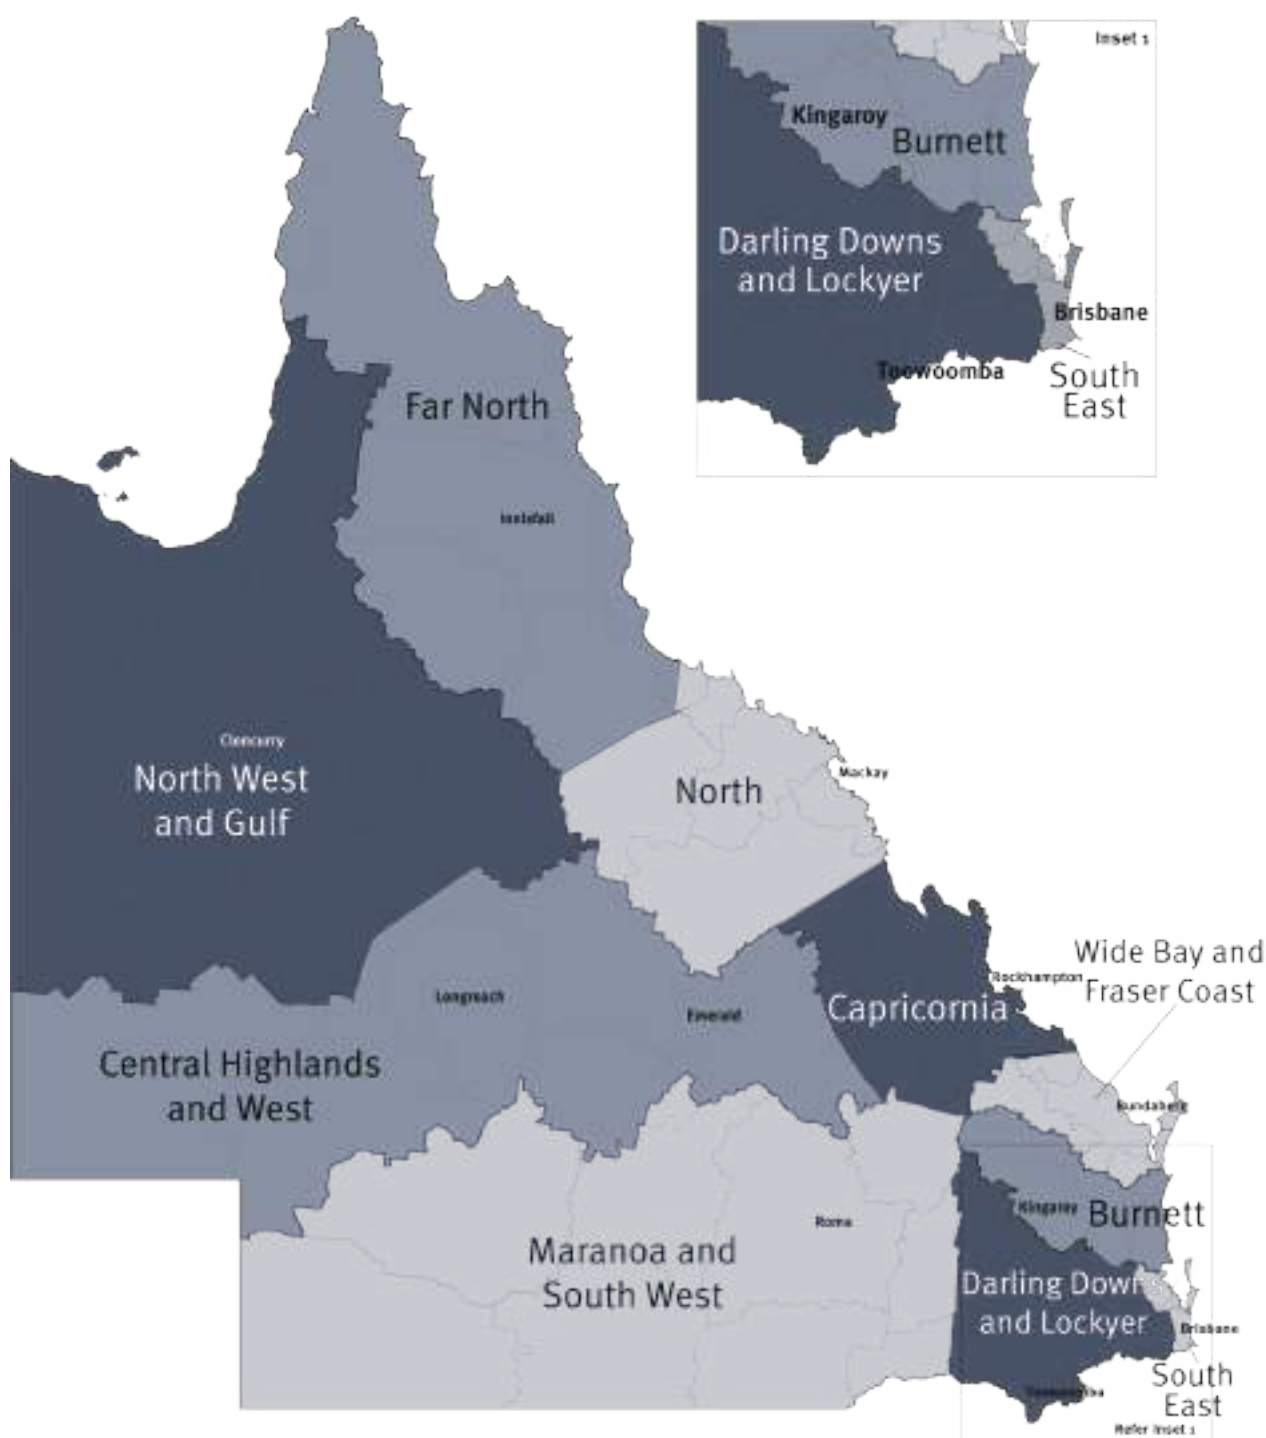 Inset 1
Kingaroy
Burnett
Darling Downs
and Lockyer
Brisbane
Toowoomba
South
East
Far North
Innisfail
Cloncurry
North West
and Gulf
North
Mackay
Wide Bay and
Fraser Coast
Rockhampton
Capricornia
Longreach
Emerald
Central Highlands
and West
Bundaberg
Kingaroy
Burnett
Roma
Maranoa and
South West
Darling Downs
and Lockyer
Brisbane
South
East
Toowoomba
Refer Inset 1